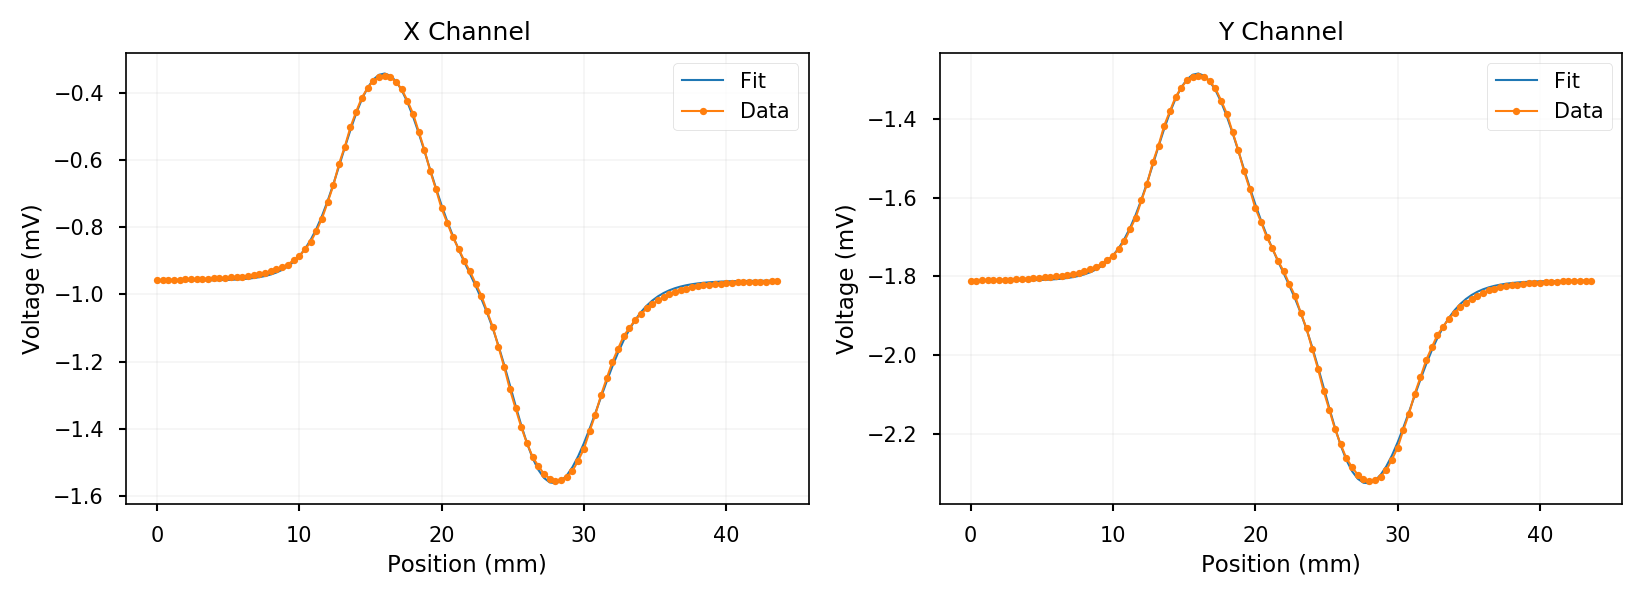 X Channel
Voltage (mV)
−0.4
−0.6
−0.8
−1.0
−1.2
−1.4
−1.6
Fit
Data
0 10 20 30 40
Position (mm)
Y Channel
Voltage (mV)
−1.4
−1.6
−1.8
−2.0
−2.2
Fit
Data
0 10 20 30 40
Position (mm)